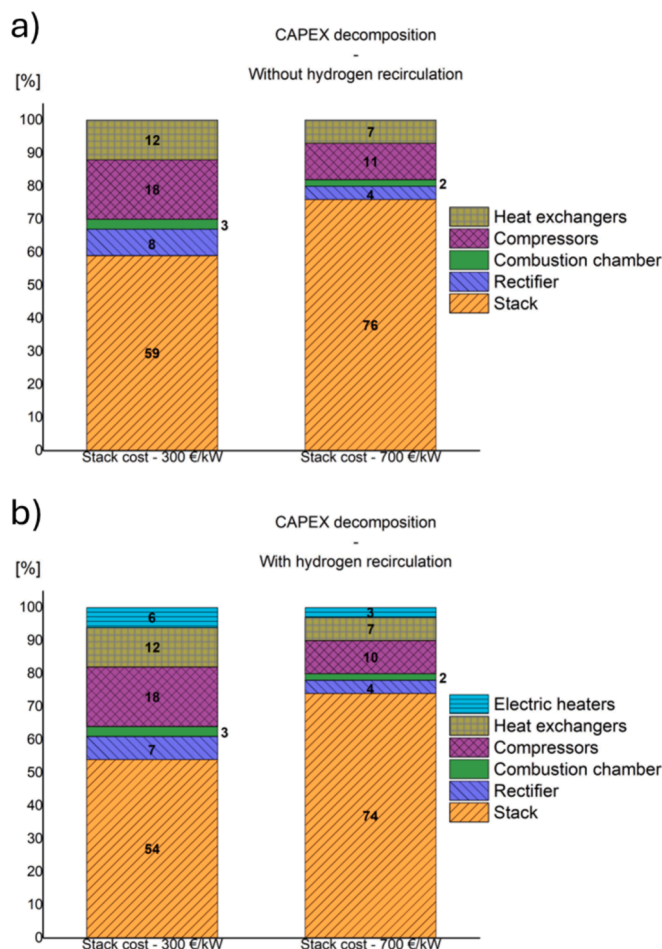 a)
CAPEX decomposition
-
Without hydrogen recirculation
[%]
100
90
80
70
60
50
40
30
20
10
0
12
18
3
8
59
7
11
2
4
76
Stack cost - 300 €/kW
Stack cost - 700 €/kW
Heat exchangers
Compressors
Combustion chamber
Rectifier
Stack
b)
CAPEX decomposition
-
With hydrogen recirculation
[%]
100
90
80
70
60
50
40
30
20
10
0
6
12
18
3
7
54
3
7
10
2
4
74
Stack cost - 300 €/kW
Stack cost - 700 €/kW
Electric heaters
Heat exchangers
Compressors
Combustion chamber
Rectifier
Stack